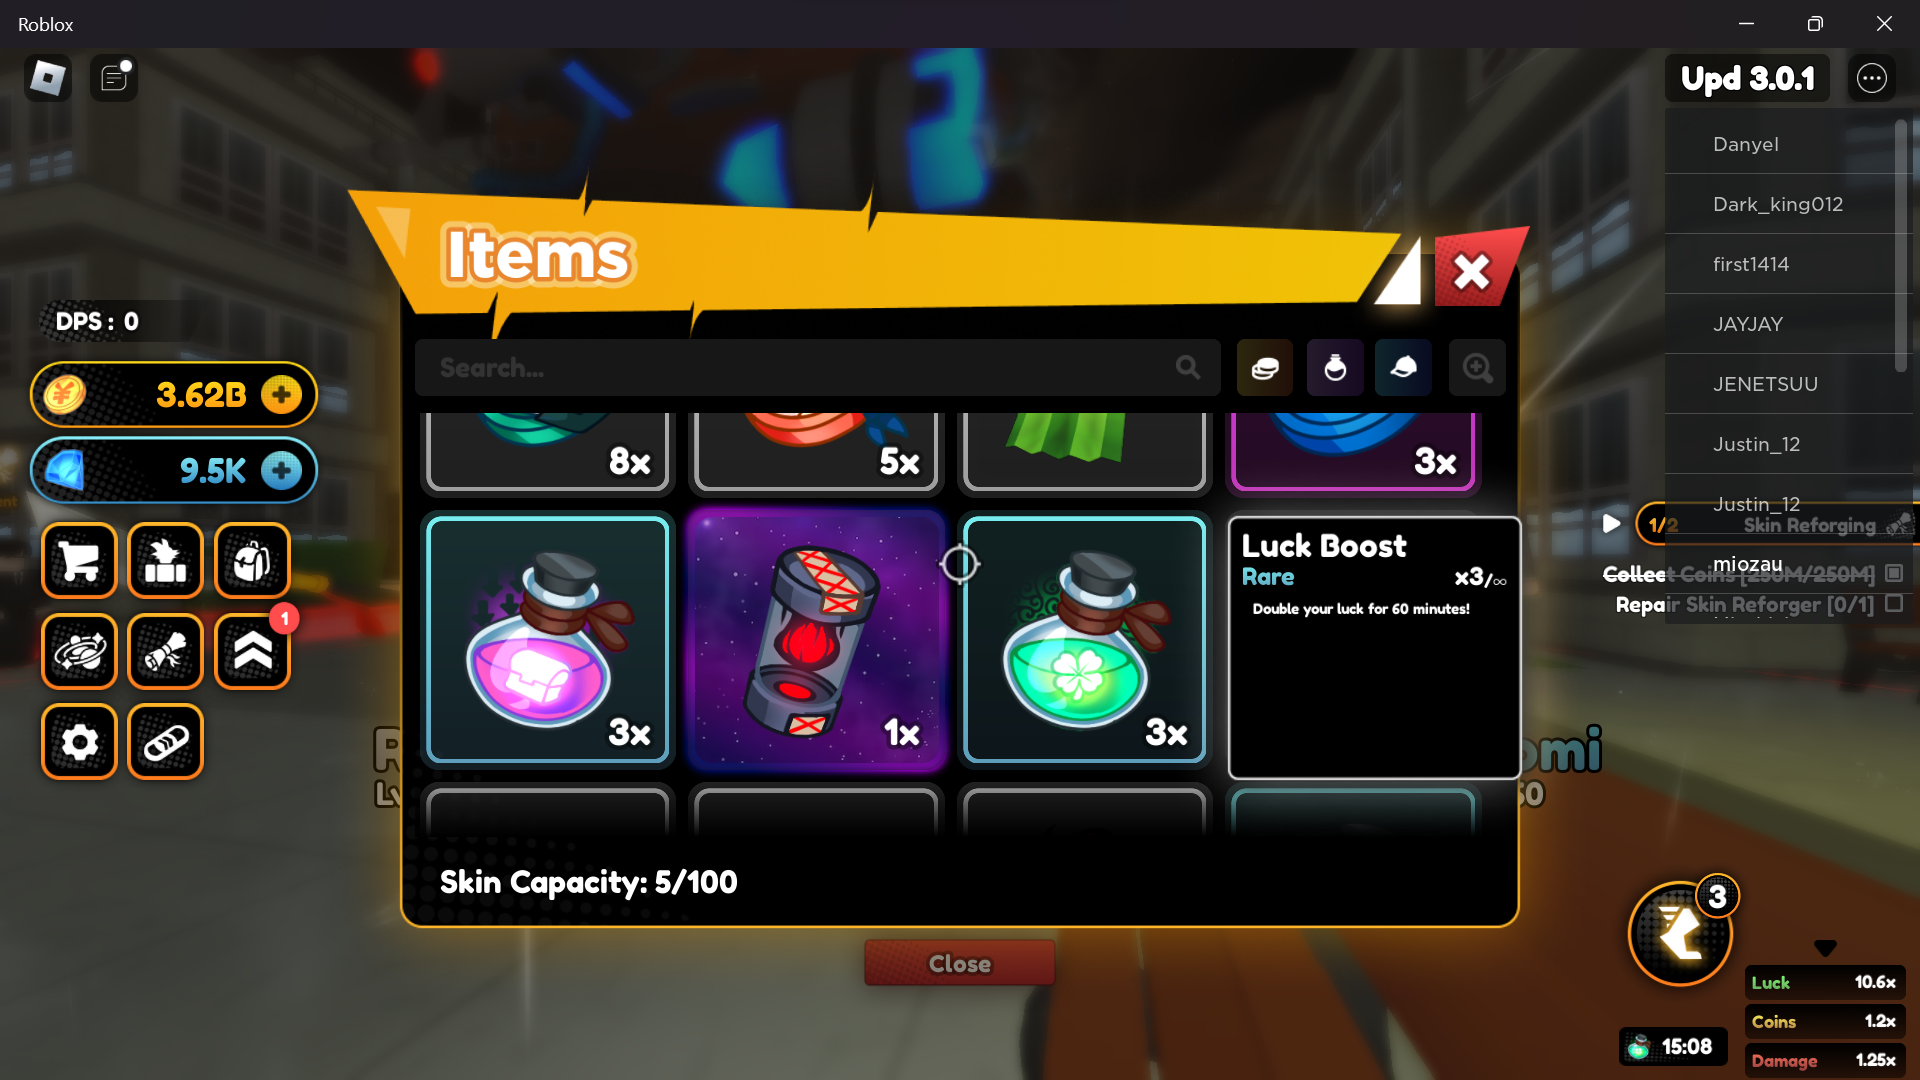 Roblox
Upd 3.0.1
Danyel
Dark_king012
first1414
JAYJAY
JENETSUU
Justin_12
Justin_12
miozau
Items
Search...
DPS : 0
3.62B
9.5K
1
8x
5x
3x
3x
1x
3x
Luck Boost
Rare
x3/∞
Double your luck for 60 minutes!
1/2
Skin Reforging
Collect Coins [250M/250M]
Repair Skin Reforger [0/1]
Skin Capacity: 5/100
Close
3
Luck 10.6x
Coins 1.2x
Damage 1.25x
15:08